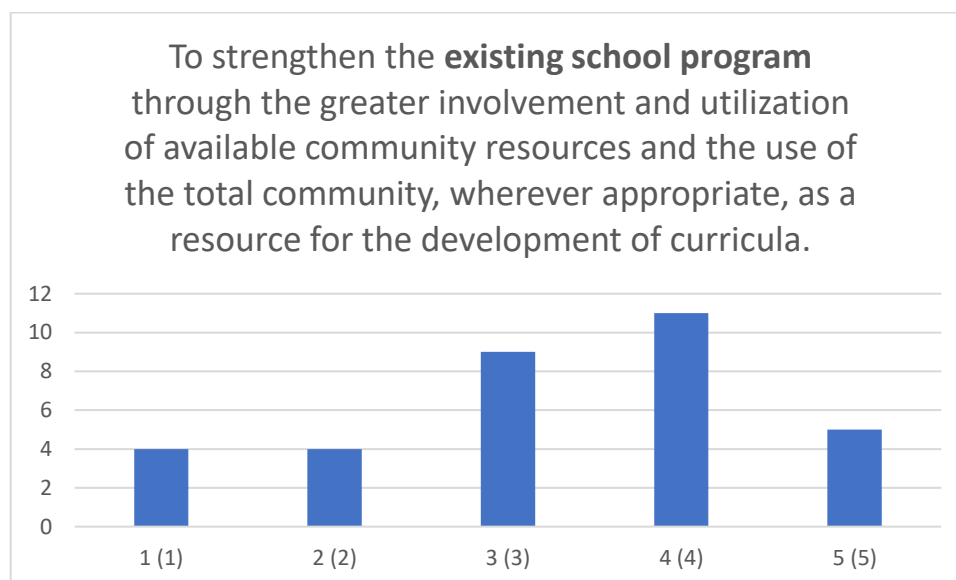 To strengthen the existing school program
through the greater involvement and utilization
of available community resources and the use of
the total community, wherever appropriate, as a
resource for the development of curricula.
12
10
8
6
4
2
0
1 (1) 2 (2) 3 (3) 4 (4) 5 (5)